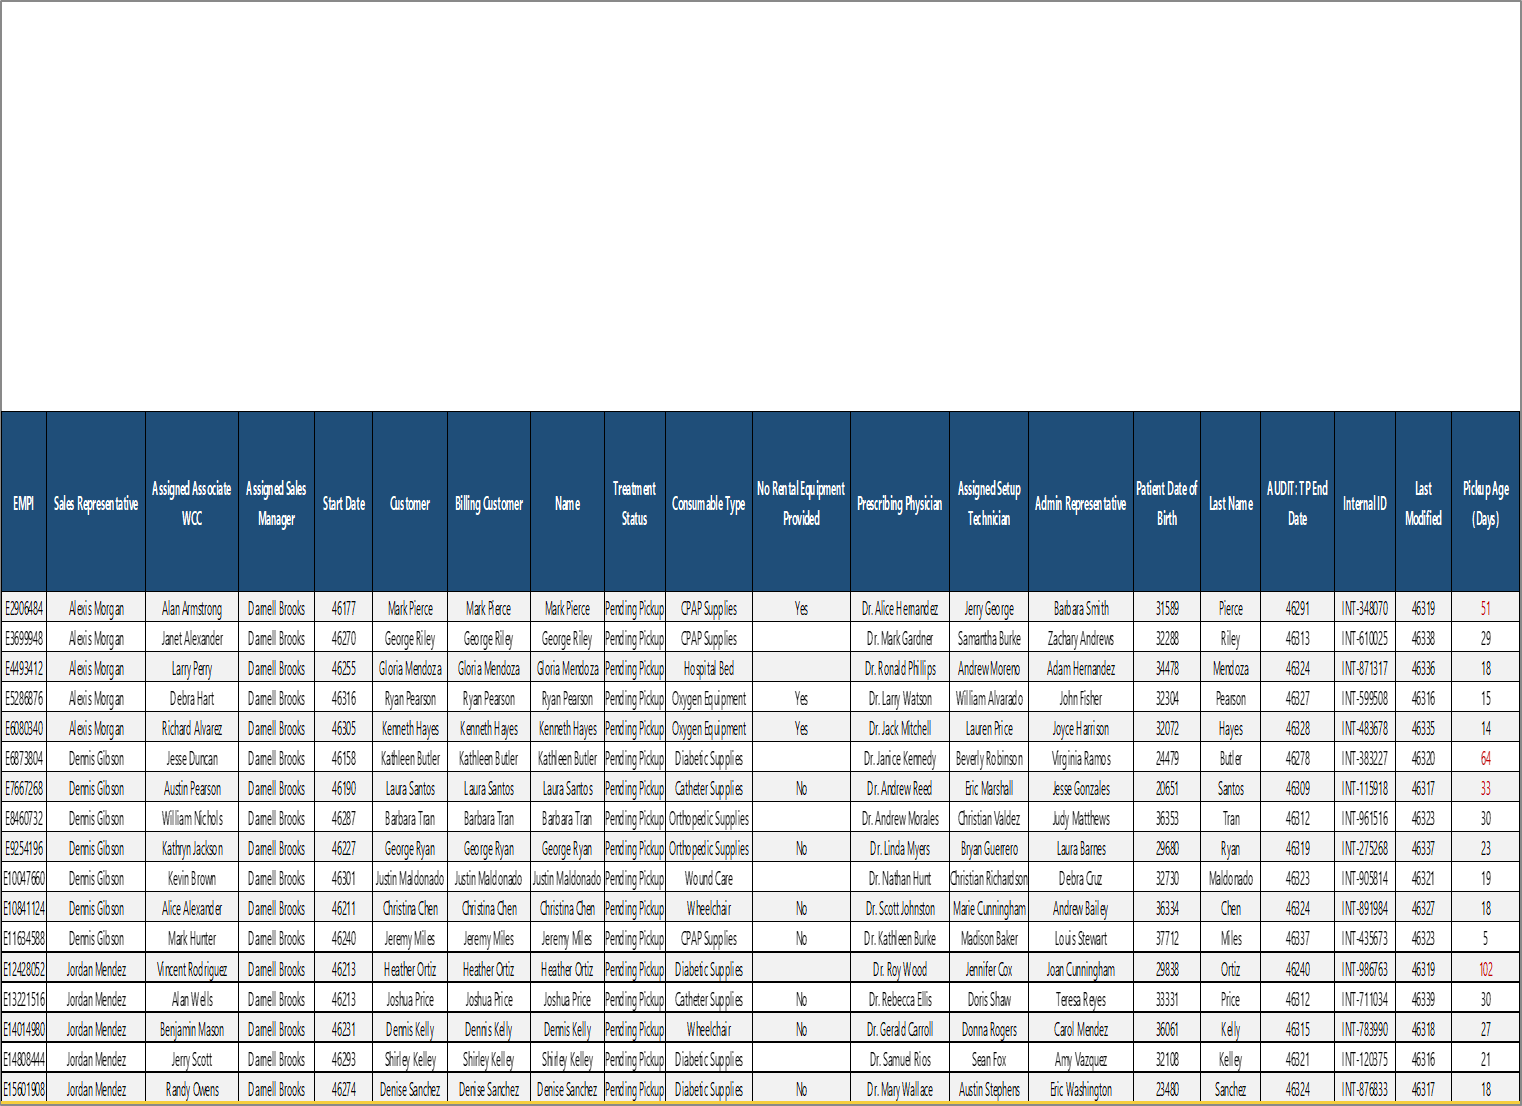 EMPI Sales Representative Assigned Associate WCC Assigned Sales Manager Start Date Customer Billing Customer Name Treatment Status Consumable Type No Rental Equipment Provided Prescribing Physician Assigned Setup Technician Admin Representative Patient Date of Birth Last Name AUDIT: TP End Date Internal ID Last Modified Pickup Age (Days)
E2906484 Alexis Morgan Alan Armstrong Darnell Brooks 46177 Mark Pierce Mark Pierce Mark Pierce Pending Pickup CPAP Supplies Yes Dr. Alice Hernandez Jerry George Barbara Smith 31589 Pierce 46291 INT-348070 46319 51
E3699948 Alexis Morgan Janet Alexander Darnell Brooks 46270 George Riley George Riley George Riley Pending Pickup CPAP Supplies Dr. Mark Gardner Samantha Burke Zachary Andrews 32288 Riley 46313 INT-610025 46338 29
E4493412 Alexis Morgan Larry Perry Darnell Brooks 46255 Gloria Mendoza Gloria Mendoza Gloria Mendoza Pending Pickup Hospital Bed Dr. Ronald Phillips Andrew Moreno Adam Hernandez 34478 Mendoza 46324 INT-871317 46336 18
E5286876 Alexis Morgan Debra Hart Darnell Brooks 46316 Ryan Pearson Ryan Pearson Ryan Pearson Pending Pickup Oxygen Equipment Yes Dr. Larry Watson William Alvarado John Fisher 32304 Pearson 46327 INT-599508 46316 15
E6080340 Alexis Morgan Richard Alvarez Darnell Brooks 46305 Kenneth Hayes Kenneth Hayes Kenneth Hayes Pending Pickup Oxygen Equipment Yes Dr. Jack Mitchell Lauren Price Joyce Harrison 32072 Hayes 46328 INT-483678 46335 14
E6873804 Dennis Gibson Jesse Duncan Darnell Brooks 46158 Kathleen Butler Kathleen Butler Kathleen Butler Pending Pickup Diabetic Supplies Dr. Janice Kennedy Beverly Robinson Virginia Ramos 24479 Butler 46278 INT-383227 46320 64
E7667268 Dennis Gibson Austin Pearson Darnell Brooks 46190 Laura Santos Laura Santos Laura Santos Pending Pickup Catheter Supplies No Dr. Andrew Reed Eric Marshall Jesse Gonzales 20651 Santos 46309 INT-115918 46317 33
E8460732 Dennis Gibson William Nichols Darnell Brooks 46287 Barbara Tran Barbara Tran Barbara Tran Pending Pickup Orthopedic Supplies Dr. Andrew Morales Christian Valdez Judy Matthews 36353 Tran 46312 INT-961516 46323 30
E9254196 Dennis Gibson Kathryn Jackson Darnell Brooks 46227 George Ryan George Ryan George Ryan Pending Pickup Orthopedic Supplies No Dr. Linda Myers Bryan Guerrero Laura Barnes 29680 Ryan 46319 INT-275268 46337 23
E10047660 Dennis Gibson Kevin Brown Darnell Brooks 46301 Justin Maldonado Justin Maldonado Justin Maldonado Pending Pickup Wound Care Dr. Nathan Hunt Christian Richardson Debra Cruz 32730 Maldonado 46323 INT-905814 46321 19
E10841124 Dennis Gibson Alice Alexander Darnell Brooks 46211 Christina Chen Christina Chen Christina Chen Pending Pickup Wheelchair No Dr. Scott Johnston Marie Cunningham Andrew Bailey 36334 Chen 46324 INT-891984 46327 18
E11634588 Dennis Gibson Mark Hunter Darnell Brooks 46240 Jeremy Miles Jeremy Miles Jeremy Miles Pending Pickup CPAP Supplies No Dr. Kathleen Burke Madison Baker Louis Stewart 37712 Miles 46337 INT-435673 46323 5
E12428052 Jordan Mendez Vincent Rodriguez Darnell Brooks 46213 Heather Ortiz Heather Ortiz Heather Ortiz Pending Pickup Diabetic Supplies Dr. Roy Wood Jennifer Cox Joan Cunningham 29838 Ortiz 46240 INT-986763 46319 102
E13221516 Jordan Mendez Alan Wells Darnell Brooks 46213 Joshua Price Joshua Price Joshua Price Pending Pickup Catheter Supplies No Dr. Rebecca Ellis Doris Shaw Teresa Reyes 33331 Price 46312 INT-711034 46339 30
E14014980 Jordan Mendez Benjamin Mason Darnell Brooks 46231 Dennis Kelly Dennis Kelly Dennis Kelly Pending Pickup Wheelchair No Dr. Gerald Carroll Donna Rogers Carol Mendez 36061 Kelly 46315 INT-783990 46318 27
E14808444 Jordan Mendez Jerry Scott Darnell Brooks 46293 Shirley Kelley Shirley Kelley Shirley Kelley Pending Pickup Diabetic Supplies Dr. Samuel Rios Sean Fox Amy Vazquez 32108 Kelley 46321 INT-120375 46316 21
E15601908 Jordan Mendez Randy Owens Darnell Brooks 46274 Denise Sanchez Denise Sanchez Denise Sanchez Pending Pickup Diabetic Supplies No Dr. Mary Wallace Austin Stephens Eric Washington 23480 Sanchez 46324 INT-876833 46317 18